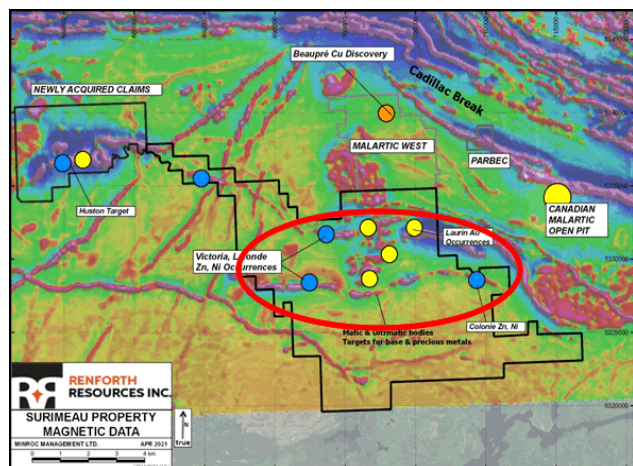 Beaupré Cu Discovery
Cadillac Break
NEWLY ACQUIRED CLAIMS
MALARTIC WEST
PARBEC
CANADIAN
MALARTIC
OPEN PIT
Huston Target
Laurin Au
Occurrences
Victoria, Lalonde
Zn, Ni Occurrences
Colonie Zn, Ni
Mafic & Ultrmafic bodies
Targets for base & precious metals
RENFORTH
RESOURCES INC.
SURIMEAU PROPERTY
MAGNETIC DATA
MINROC MANAGEMENT LTD. APR 2021
0 1 2 3 4 km
N
true